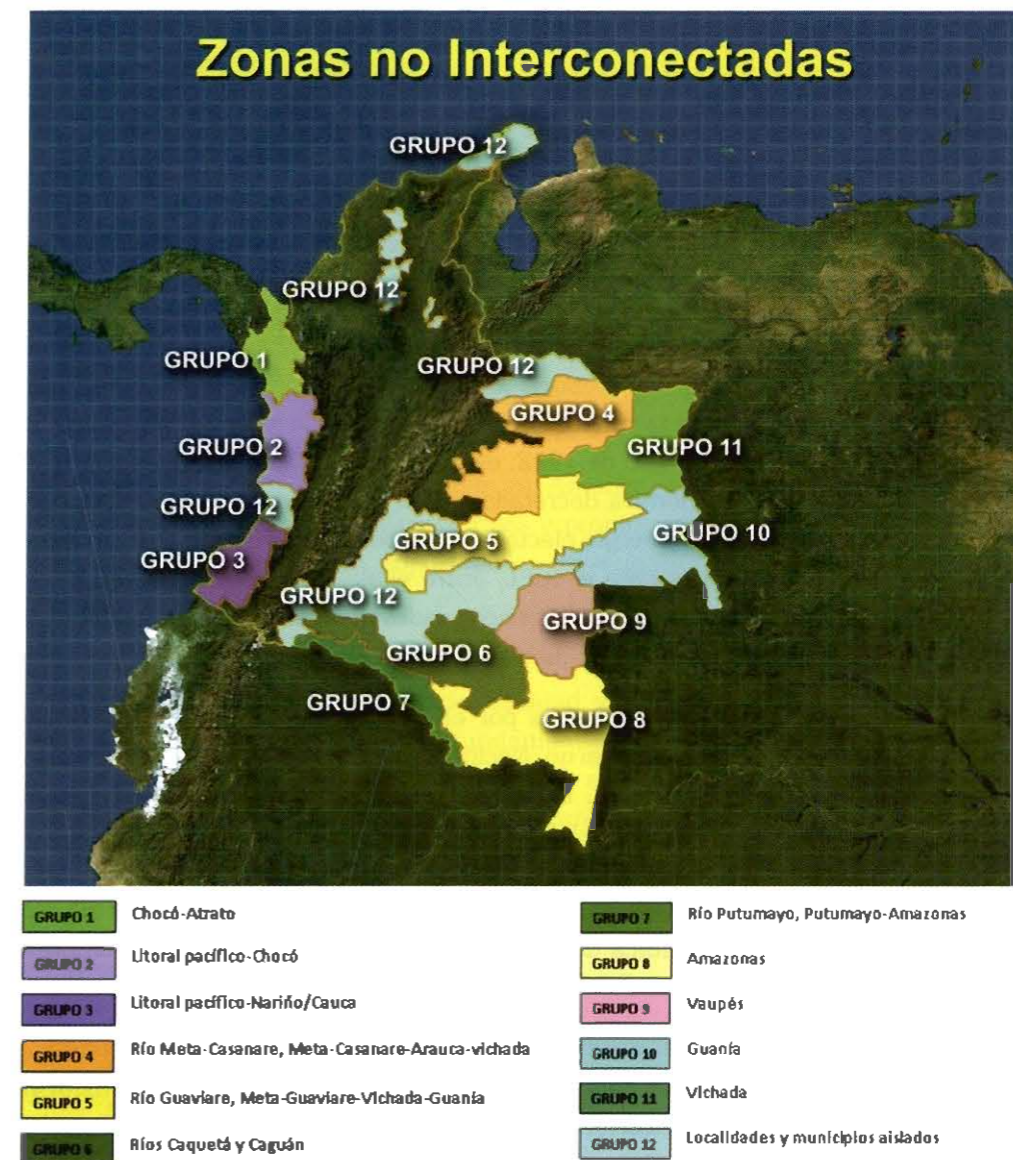 Zonas no Interconectadas
GRUPO 12
GRUPO 12
GRUPO 1
GRUPO 12
GRUPO 4
GRUPO 2
GRUPO 11
GRUPO 12
GRUPO 10
GRUPO 5
GRUPO 3
GRUPO 12
GRUPO 9
GRUPO 6
GRUPO 7
GRUPO 8
GRUPO 1 Chocó-Atrato
GRUPO 2 Litoral pacífico-Chocó
GRUPO 3 Litoral pacífico-Nariño/Cauca
GRUPO 4 Río Meta-Casanare, Meta-Casanare-Arauca-vichada
GRUPO 5 Río Guaviare, Meta-Guaviare-Vichada-Guanía
GRUPO 6 Ríos Caquetá y Caguán
GRUPO 7 Río Putumayo, Putumayo-Amazonas
GRUPO 8 Amazonas
GRUPO 9 Vaupés
GRUPO 10 Guanía
GRUPO 11 Vichada
GRUPO 12 Localidades y municipios aislados